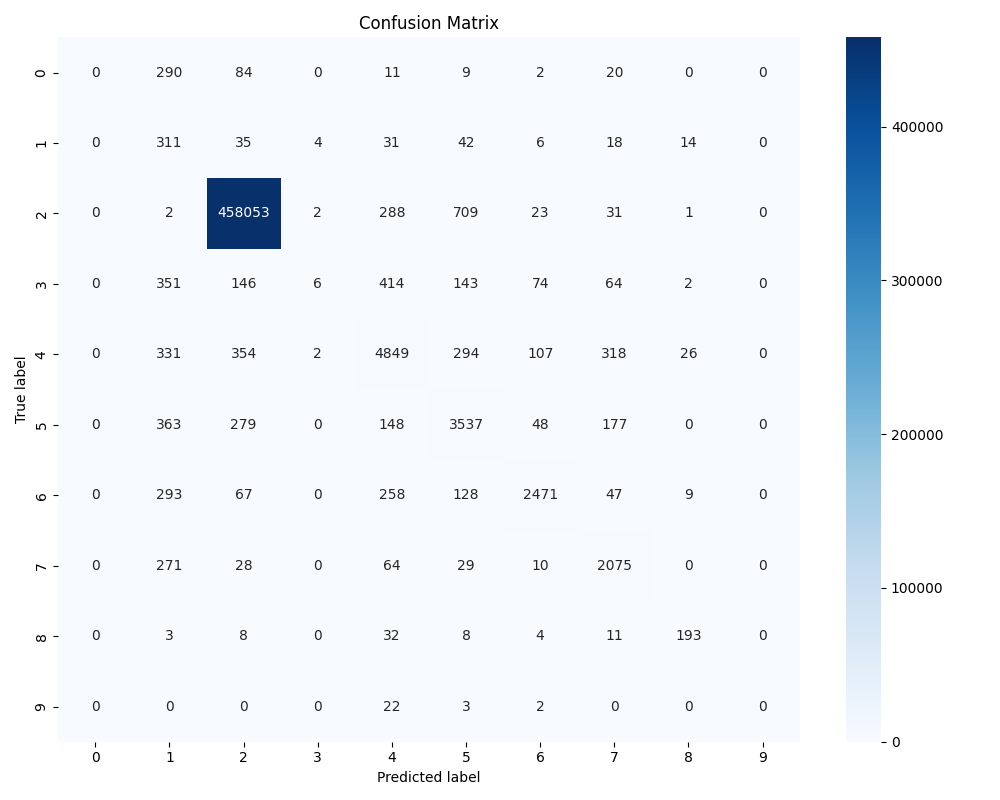 Confusion Matrix
0 0 290 84 0 11 9 2 20 0 0
1 0 311 35 4 31 42 6 18 14 0
2 0 2 458053 2 288 709 23 31 1 0
3 0 351 146 6 414 143 74 64 2 0
4 0 331 354 2 4849 294 107 318 26 0
5 0 363 279 0 148 3537 48 177 0 0
6 0 293 67 0 258 128 2471 47 9 0
7 0 271 28 0 64 29 10 2075 0 0
8 0 3 8 0 32 8 4 11 193 0
9 0 0 0 0 22 3 2 0 0 0
0 1 2 3 4 5 6 7 8 9
Predicted label
True label
400000
300000
200000
100000
0